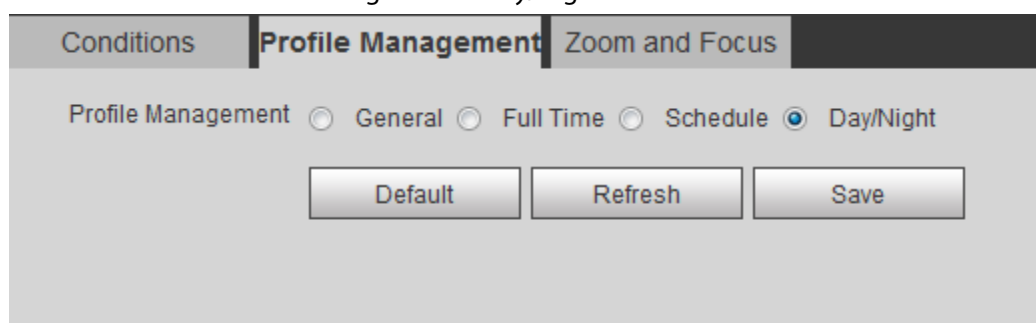 Conditions Profile Management Zoom and Focus
Profile Management General Full Time Schedule Day/Night
Default Refresh Save